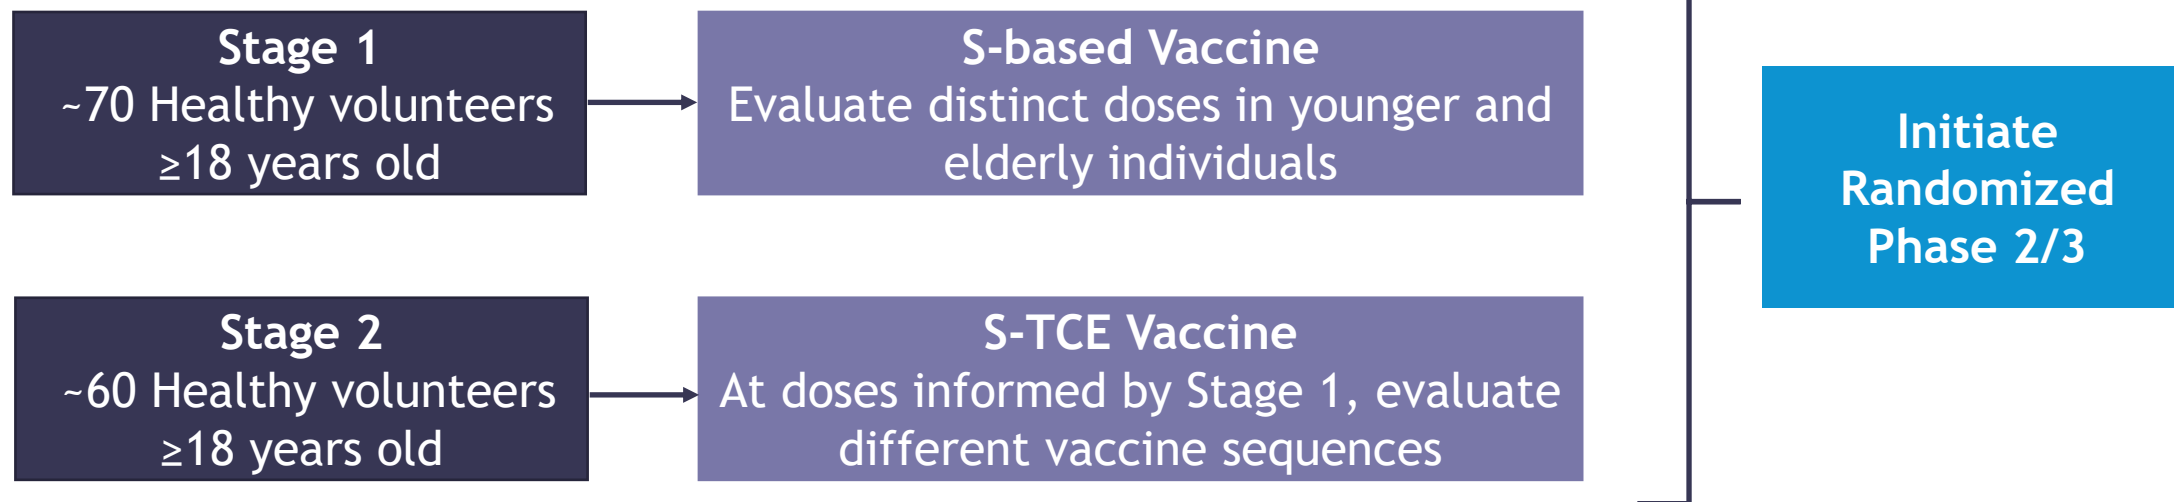 Stage 1
~70 Healthy volunteers
≥18 years old
S-based Vaccine
Evaluate distinct doses in younger and
elderly individuals
Stage 2
~60 Healthy volunteers
≥18 years old
S-TCE Vaccine
At doses informed by Stage 1, evaluate
different vaccine sequences
Initiate
Randomized
Phase 2/3